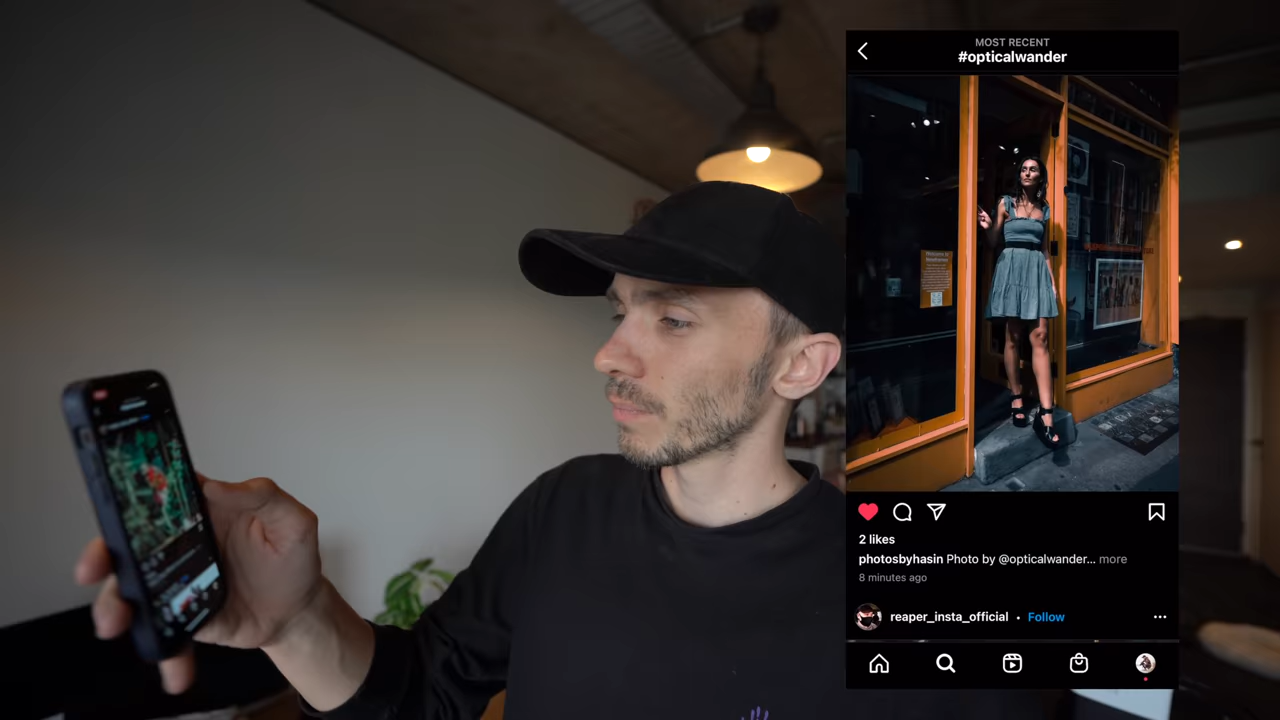 MOST RECENT
#opticalwander
2 likes
photosbyhasin Photo by @opticalwander... more
8 minutes ago
reaper_insta_official • Follow